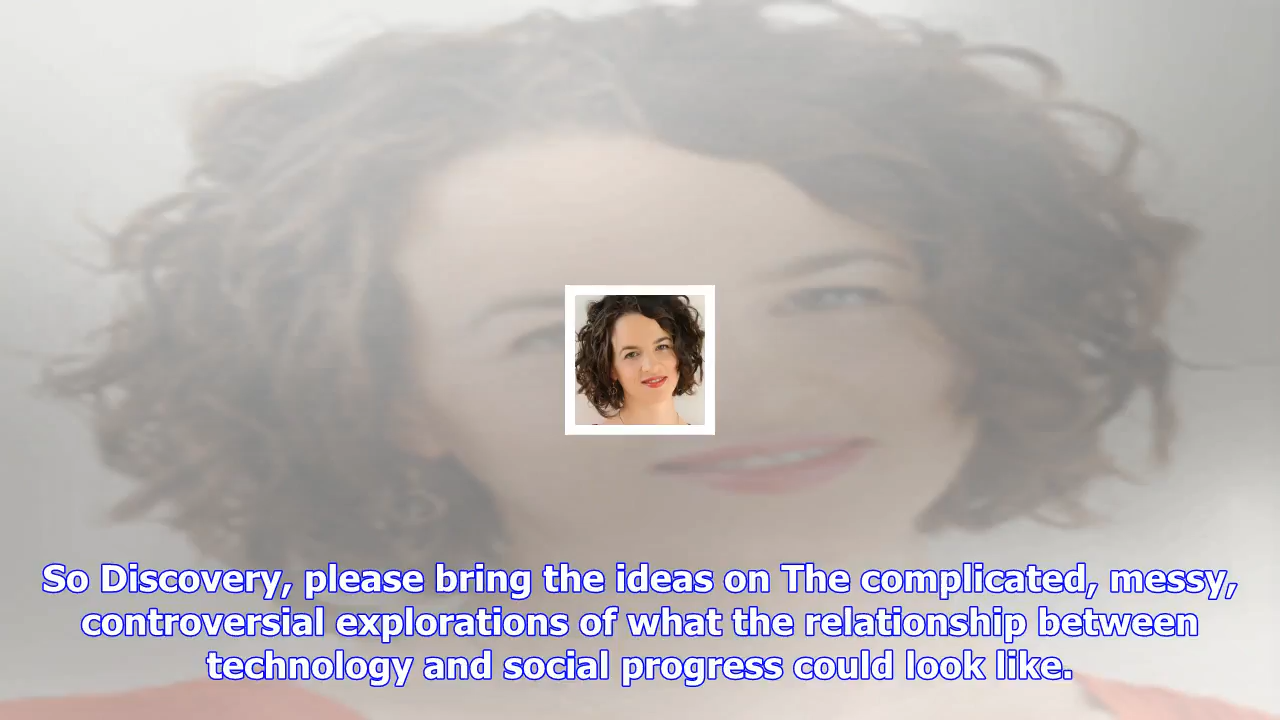 So Discovery, please bring the ideas on The complicated, messy,
controversial explorations of what the relationship between
technology and social progress could look like.